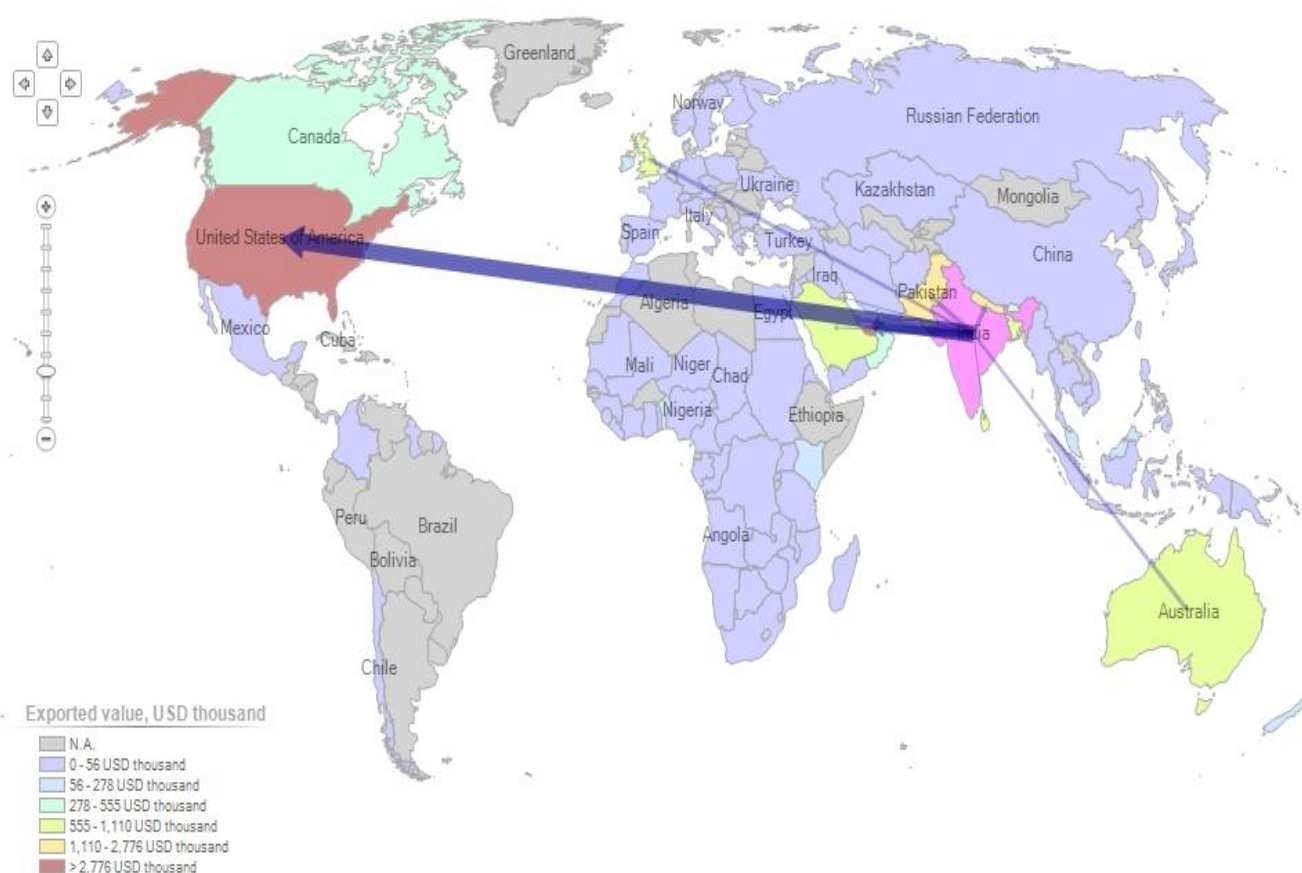 Greenland
Norway
Russian Federation
Canada
Ukraine
Kazakhstan
Mongolia
Italy
Spain
United States of America
Turkey
China
Iraq
Pakistan
Algeria
Egypt
India
Mexico
Cuba
Mali
Niger
Chad
Nigeria
Ethiopia
Peru
Brazil
Angola
Bolivia
Australia
Chile
Exported value, USD thousand
N.A.
0 - 56 USD thousand
56 - 278 USD thousand
278 - 555 USD thousand
555 - 1,110 USD thousand
1,110 - 2,776 USD thousand
> 2,776 USD thousand